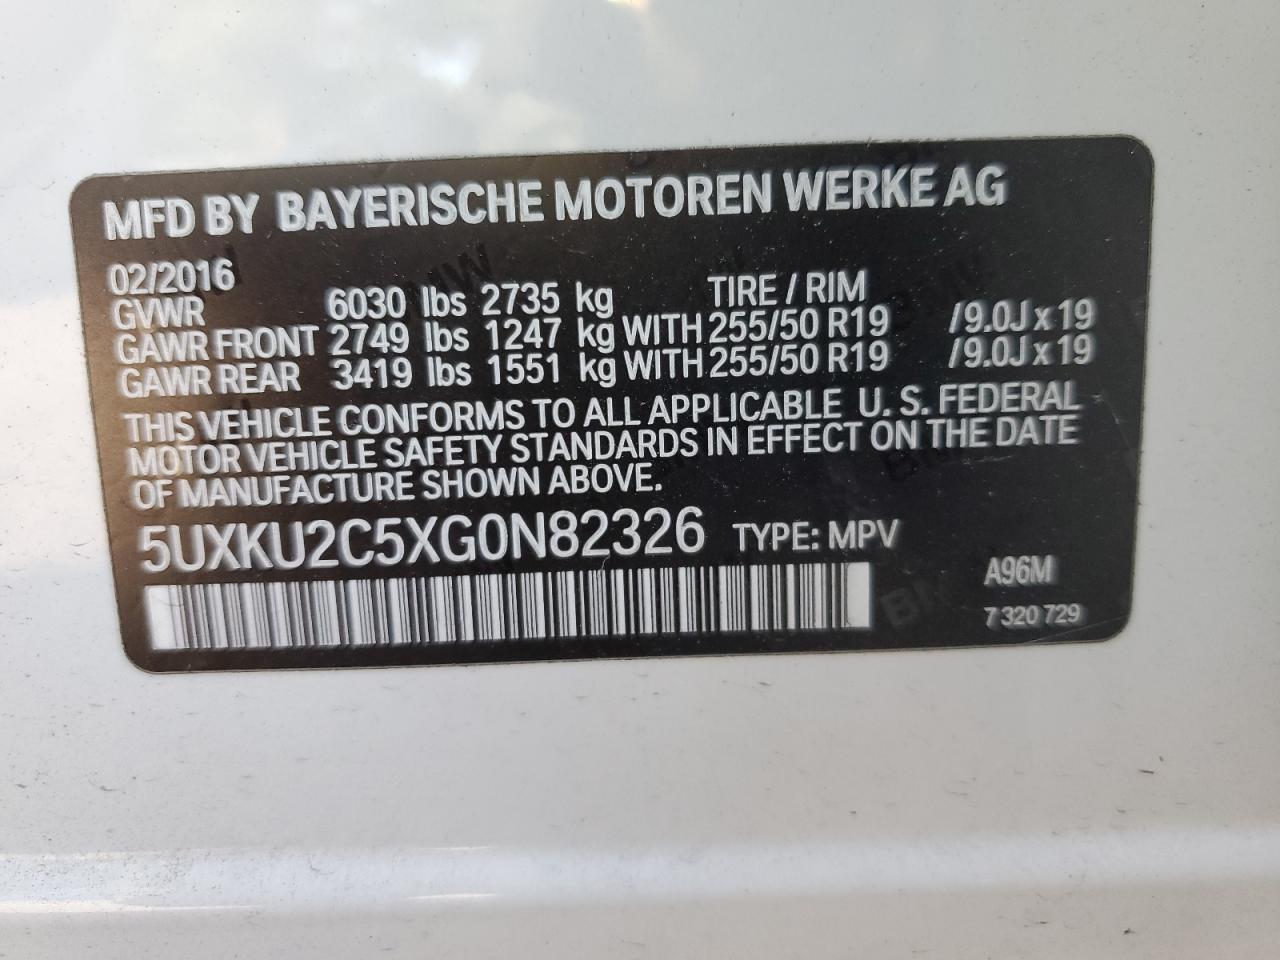 MFD BY BAYERISCHE MOTOREN WERKE AG
02/2016
GVWR 6030 lbs 2735 kg TIRE / RIM
GAWR FRONT 2749 lbs 1247 kg WITH 255/50 R19 /9.0J x 19
GAWR REAR 3419 lbs 1551 kg WITH 255/50 R19 /9.0J x 19
THIS VEHICLE CONFORMS TO ALL APPLICABLE U. S. FEDERAL
MOTOR VEHICLE SAFETY STANDARDS IN EFFECT ON THE DATE
OF MANUFACTURE SHOWN ABOVE.
5UXKU2C5XG0N82326 TYPE: MPV
A96M
7 320 729